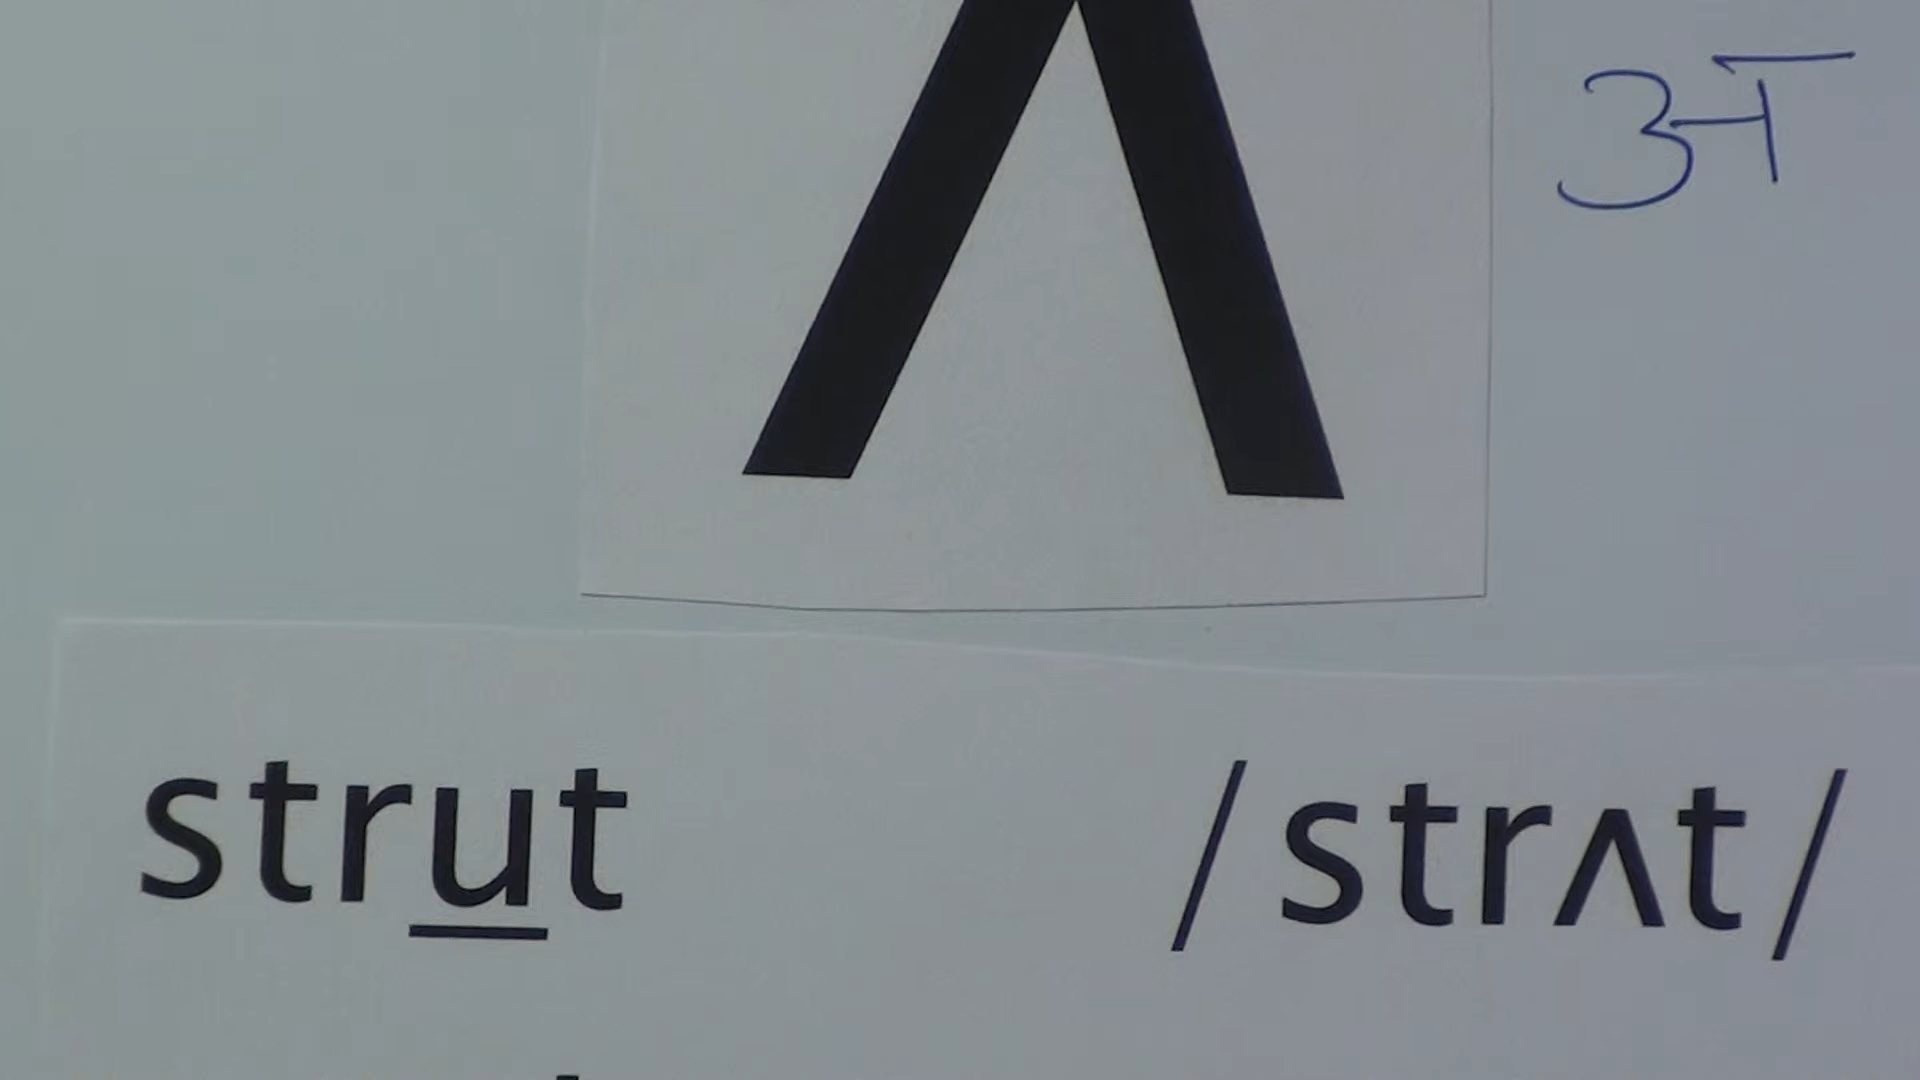 ʌ
अ
strut /strʌt/